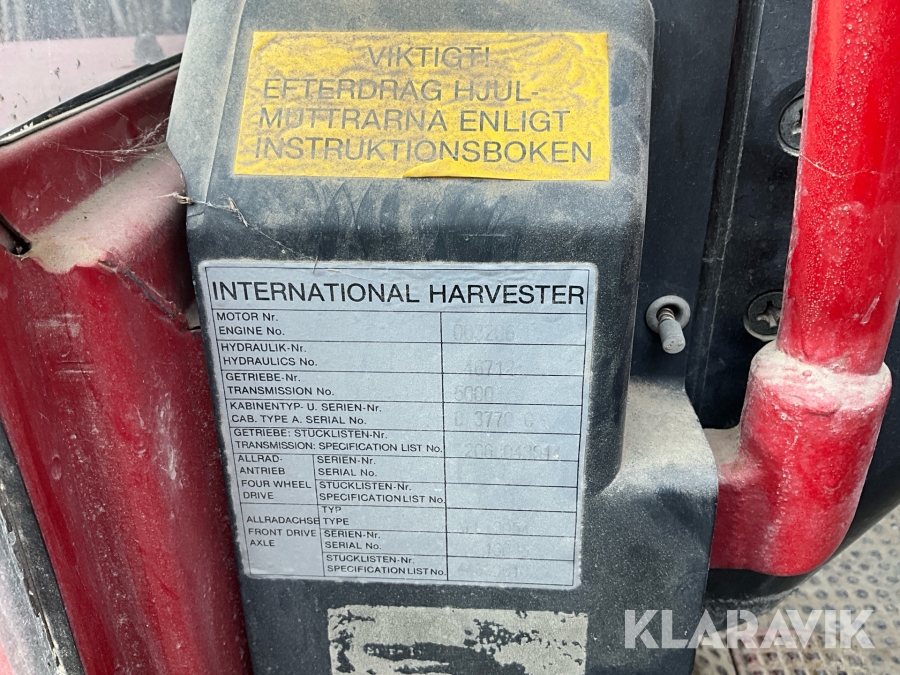 VIKTIGT!
EFTERDRAG HJUL-
MUTTRARNA ENLIGT
INSTRUKTIONSBOKEN
INTERNATIONAL HARVESTER
MOTOR Nr.
ENGINE No.
HYDRAULIK-Nr.
HYDRAULICS No.
GETRIEBE-Nr.
TRANSMISSION No.
KABINENTYP- U. SERIEN-Nr.
CAB. TYPE A. SERIAL No.
GETRIEBE: STÜCKLISTEN-Nr.
TRANSMISSION: SPECIFICATION LIST No.
ALLRAD-
ANTRIEB
FOUR WHEEL
DRIVE
SERIEN-Nr.
SERIAL No.
STÜCKLISTEN-Nr.
SPECIFICATION LIST No.
ALLRADACHSE
FRONT DRIVE
AXLE
TYP
TYPE
SERIEN-Nr.
SERIAL No.
STÜCKLISTEN-Nr.
SPECIFICATION LIST No.
KLARAVIK